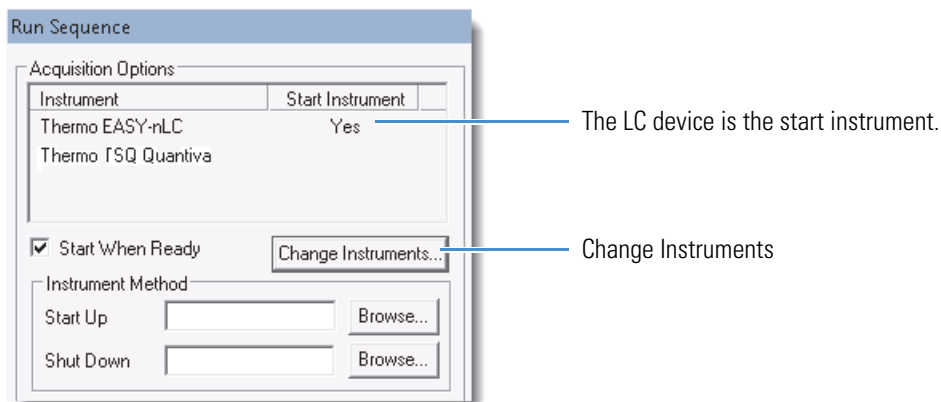 Run Sequence
Acquisition Options
Instrument Start Instrument
Thermo EASY-nLC Yes
The LC device is the start instrument.
Thermo TSQ Quantiva
Start When Ready Change Instruments...
Change Instruments
Instrument Method
Start Up Browse...
Shut Down Browse...